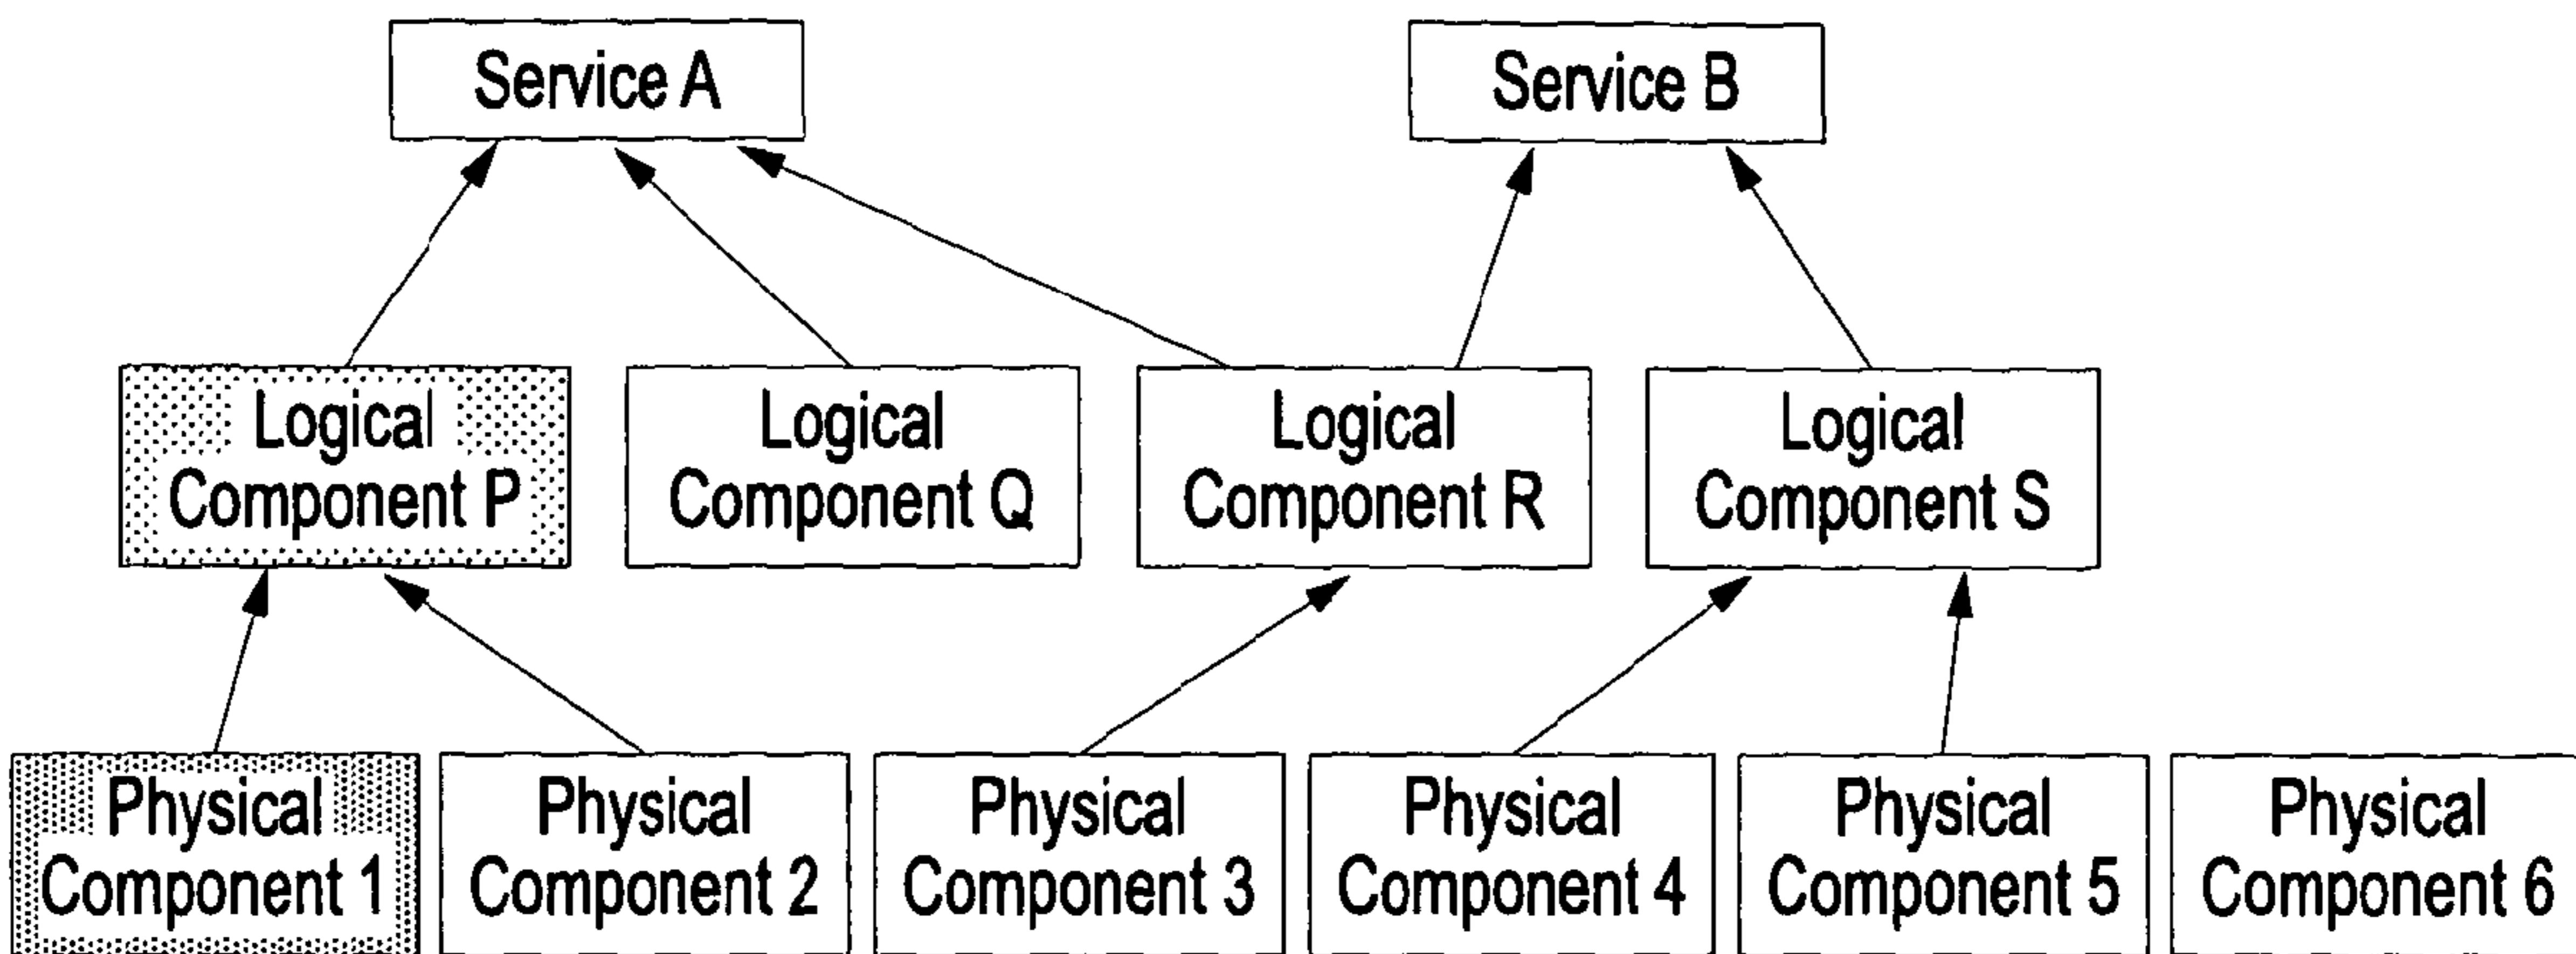 Service A
Service B
Logical
Component P
Logical
Component Q
Logical
Component R
Logical
Component S
Physical
Component 1
Physical
Component 2
Physical
Component 3
Physical
Component 4
Physical
Component 5
Physical
Component 6